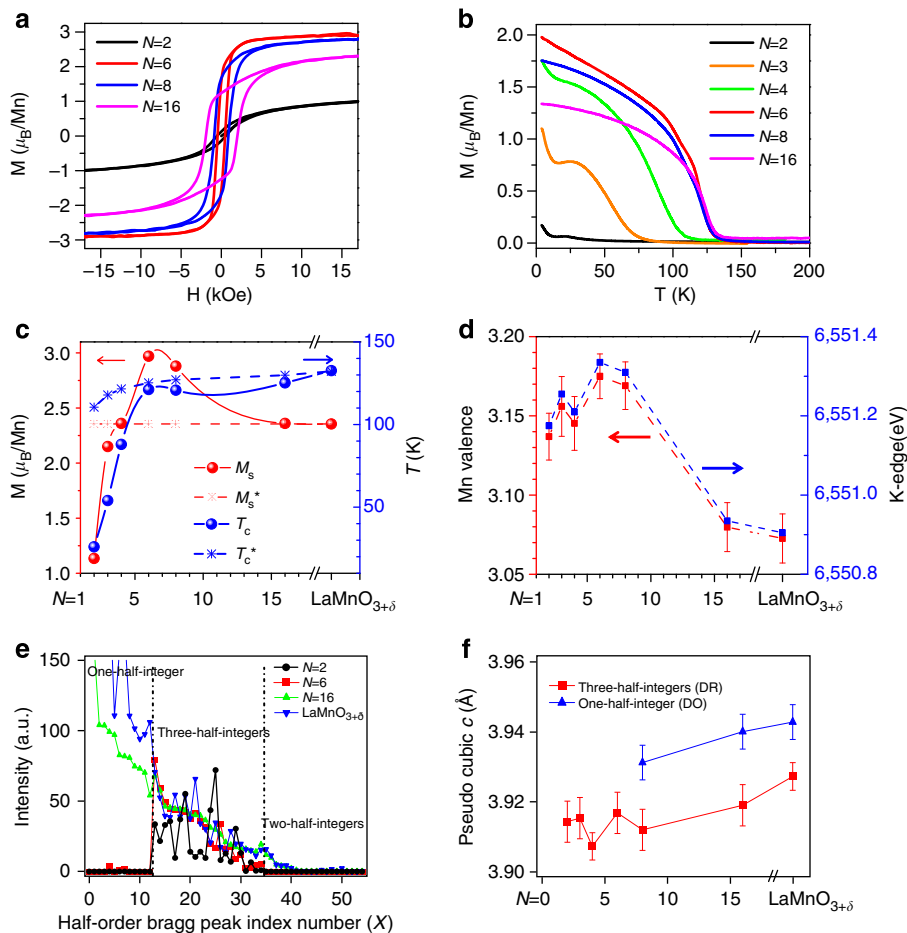 a
3
2
1
0
−1
−2
−3
M (μB/Mn)
N=2
N=6
N=8
N=16
−15 −10 −5 0 5 10 15
H (kOe)
b
2.0
1.5
1.0
0.5
0.0
M (μB/Mn)
N=2
N=3
N=4
N=6
N=8
N=16
0 50 100 150 200
T (K)
c
3.0
2.5
2.0
1.5
1.0
M (μB/Mn)
150
100
50
0
T (K)
Ms
Ms*
Tc
Tc*
N=1 5 10 15 LaMnO3+δ
d
3.20
3.15
3.10
3.05
Mn valence
6,551.4
6,551.2
6,551.0
6,550.8
K-edge(eV)
N=1 5 10 15 LaMnO3+δ
e
150
100
50
0
Intensity (a.u.)
One-half-integer
Three-half-integers
Two-half-integers
N=2
N=6
N=16
LaMnO3+δ
0 10 20 30 40 50
Half-order bragg peak index number (X)
f
3.96
3.94
3.92
3.90
Pseudo cubic c (Å)
Three-half-integers (DR)
One-half-integer (DO)
N=0 5 10 15 LaMnO3+δ